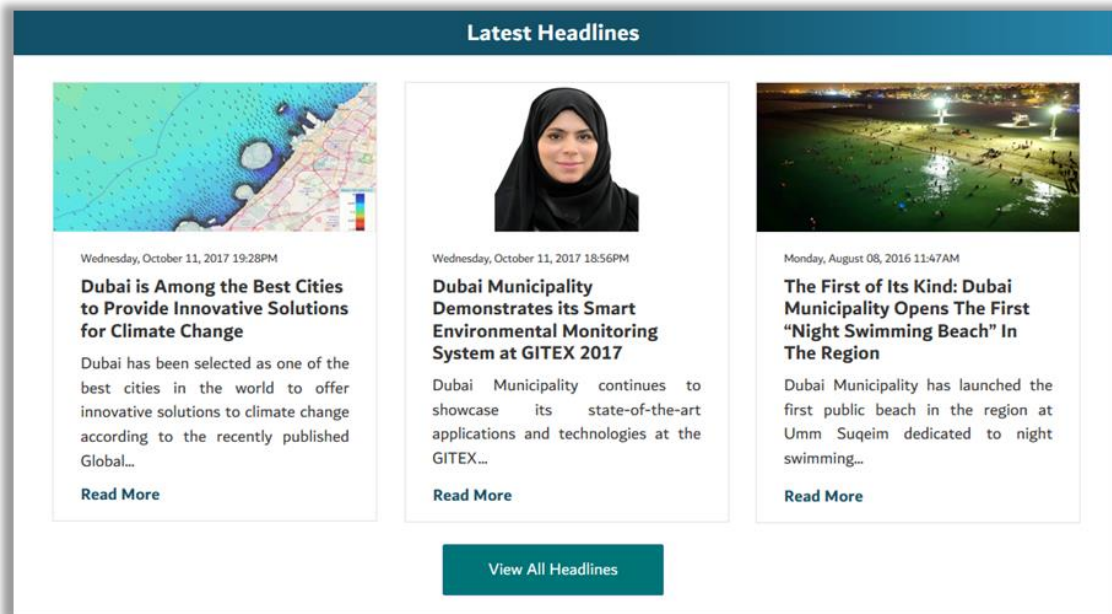 Latest Headlines
Wednesday, October 11, 2017 19:28PM
Dubai is Among the Best Cities
to Provide Innovative Solutions
for Climate Change
Dubai has been selected as one of the
best cities in the world to offer
innovative solutions to climate change
according to the recently published
Global...
Read More
Wednesday, October 11, 2017 18:56PM
Dubai Municipality
Demonstrates its Smart
Environmental Monitoring
System at GITEX 2017
Dubai Municipality continues to
showcase its state-of-the-art
applications and technologies at the
GITEX...
Read More
Monday, August 08, 2016 11:47AM
The First of Its Kind: Dubai
Municipality Opens The First
“Night Swimming Beach” In
The Region
Dubai Municipality has launched the
first public beach in the region at
Umm Suqeim dedicated to night
swimming...
Read More
View All Headlines